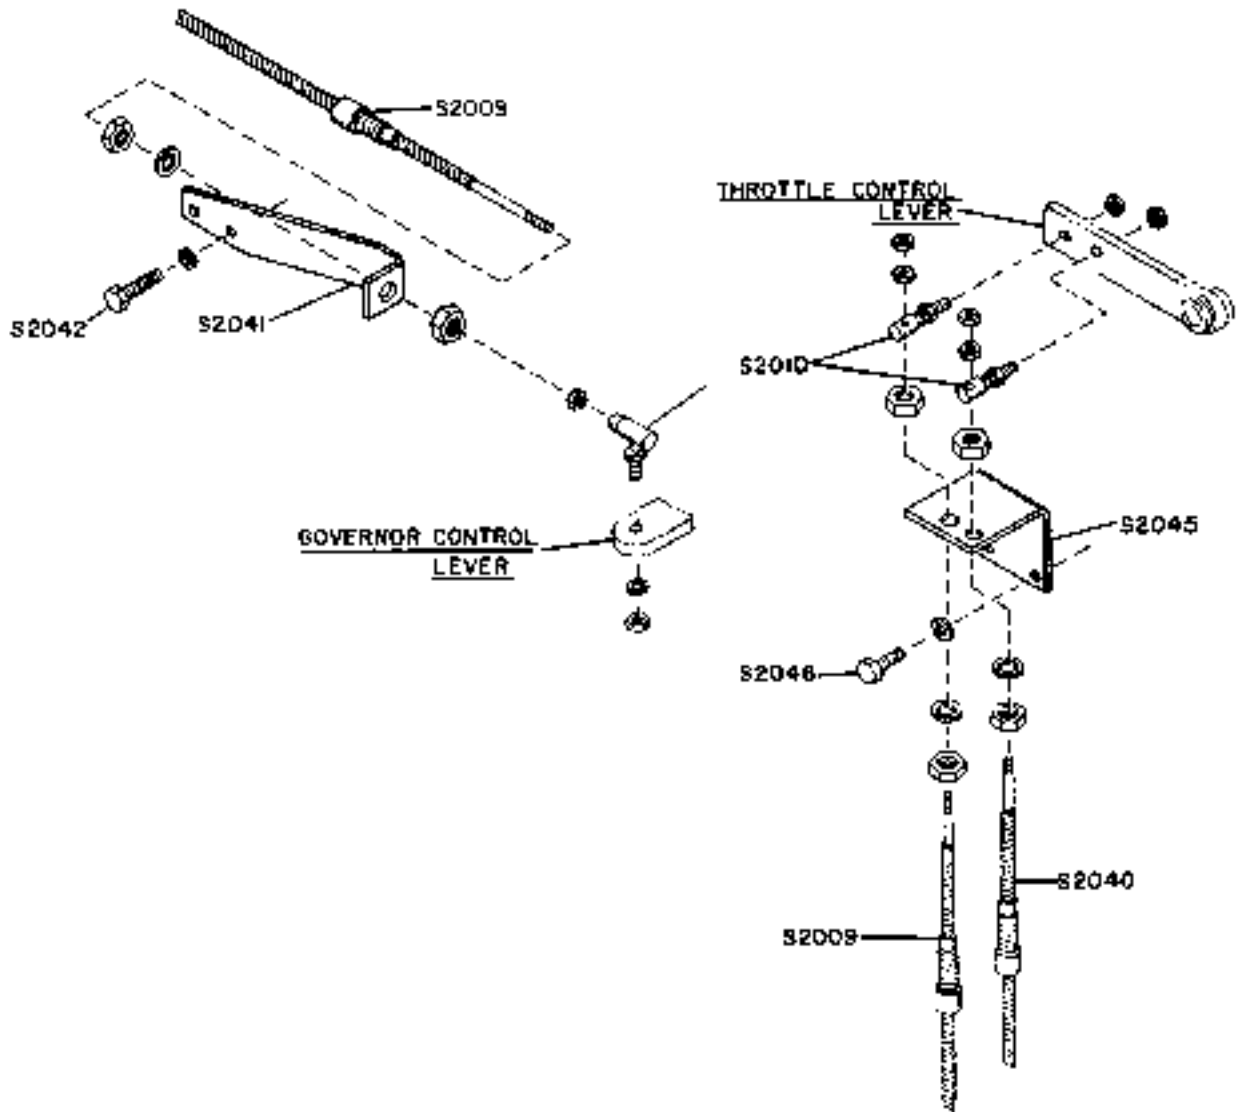 S2009
THROTTLE CONTROL
LEVER
S2042
S2041
S2010
GOVERNOR CONTROL
LEVER
S2045
S2046
S2040
S2009